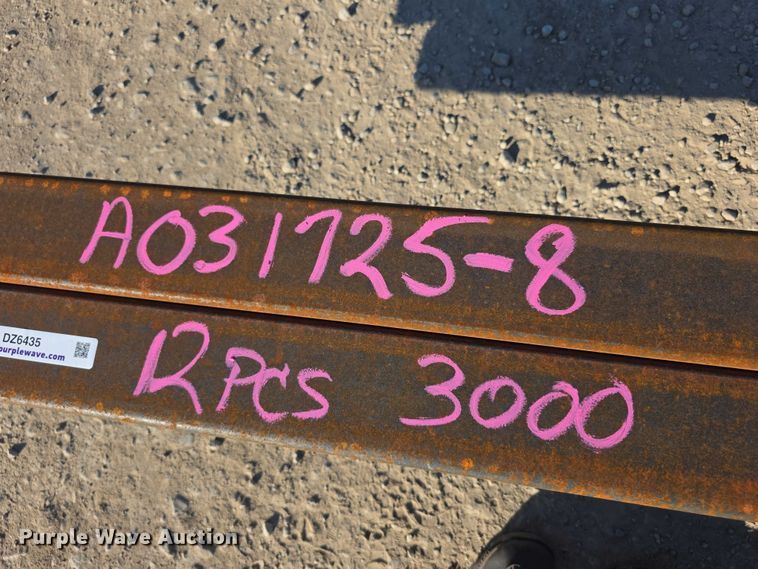 A031725-8
DZ6435
purplewave.com
12 PCS 3000
Purple Wave Auction